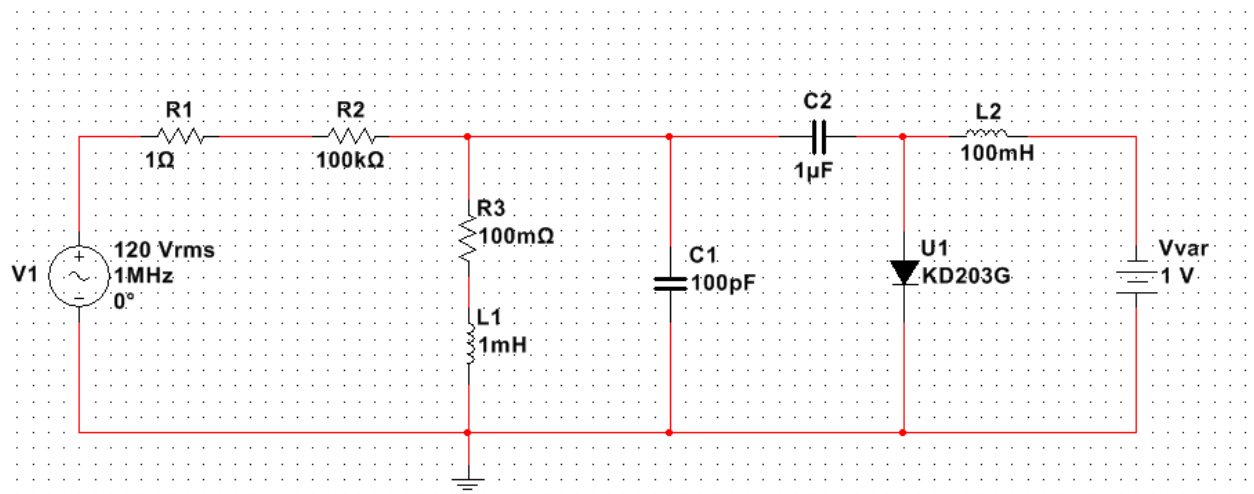 R1
1Ω
R2
100kΩ
V1
120 Vrms
1MHz
0°
R3
100mΩ
L1
1mH
C1
100pF
C2
1µF
U1
KD203G
L2
100mH
Vvar
1 V